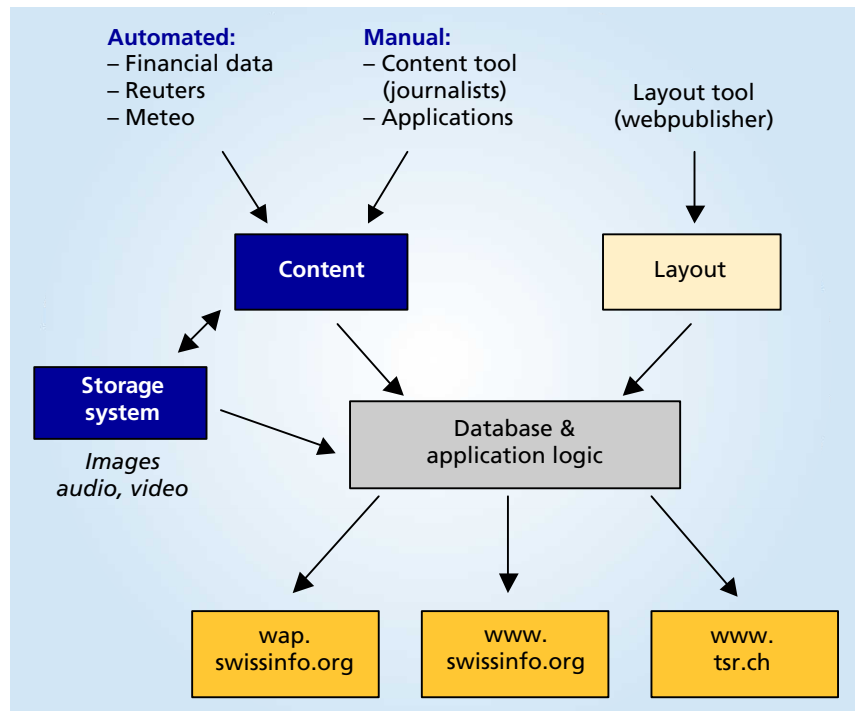 Automated:
– Financial data
– Reuters
– Meteo
Manual:
– Content tool
(journalists)
– Applications
Layout tool
(webpublisher)
Content
Layout
Storage
system
Images
audio, video
Database &
application logic
wap.
swissinfo.org
www.
swissinfo.org
www.
tsr.ch